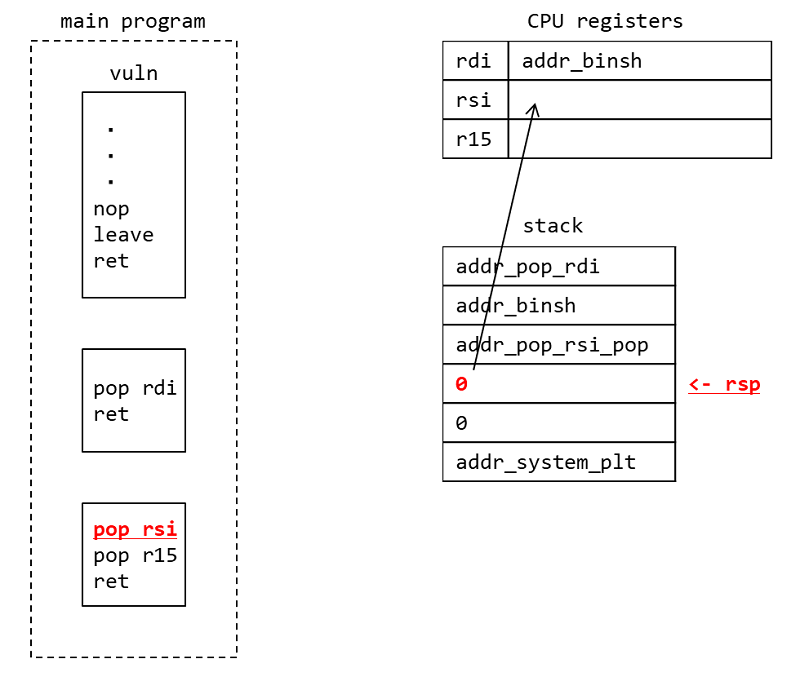 main program
vuln
.
.
.
nop
leave
ret
pop rdi
ret
pop rsi
pop r15
ret
CPU registers
rdi addr_binsh
rsi
r15
stack
addr_pop_rdi
addr_binsh
addr_pop_rsi_pop
0 <- rsp
0
addr_system_plt